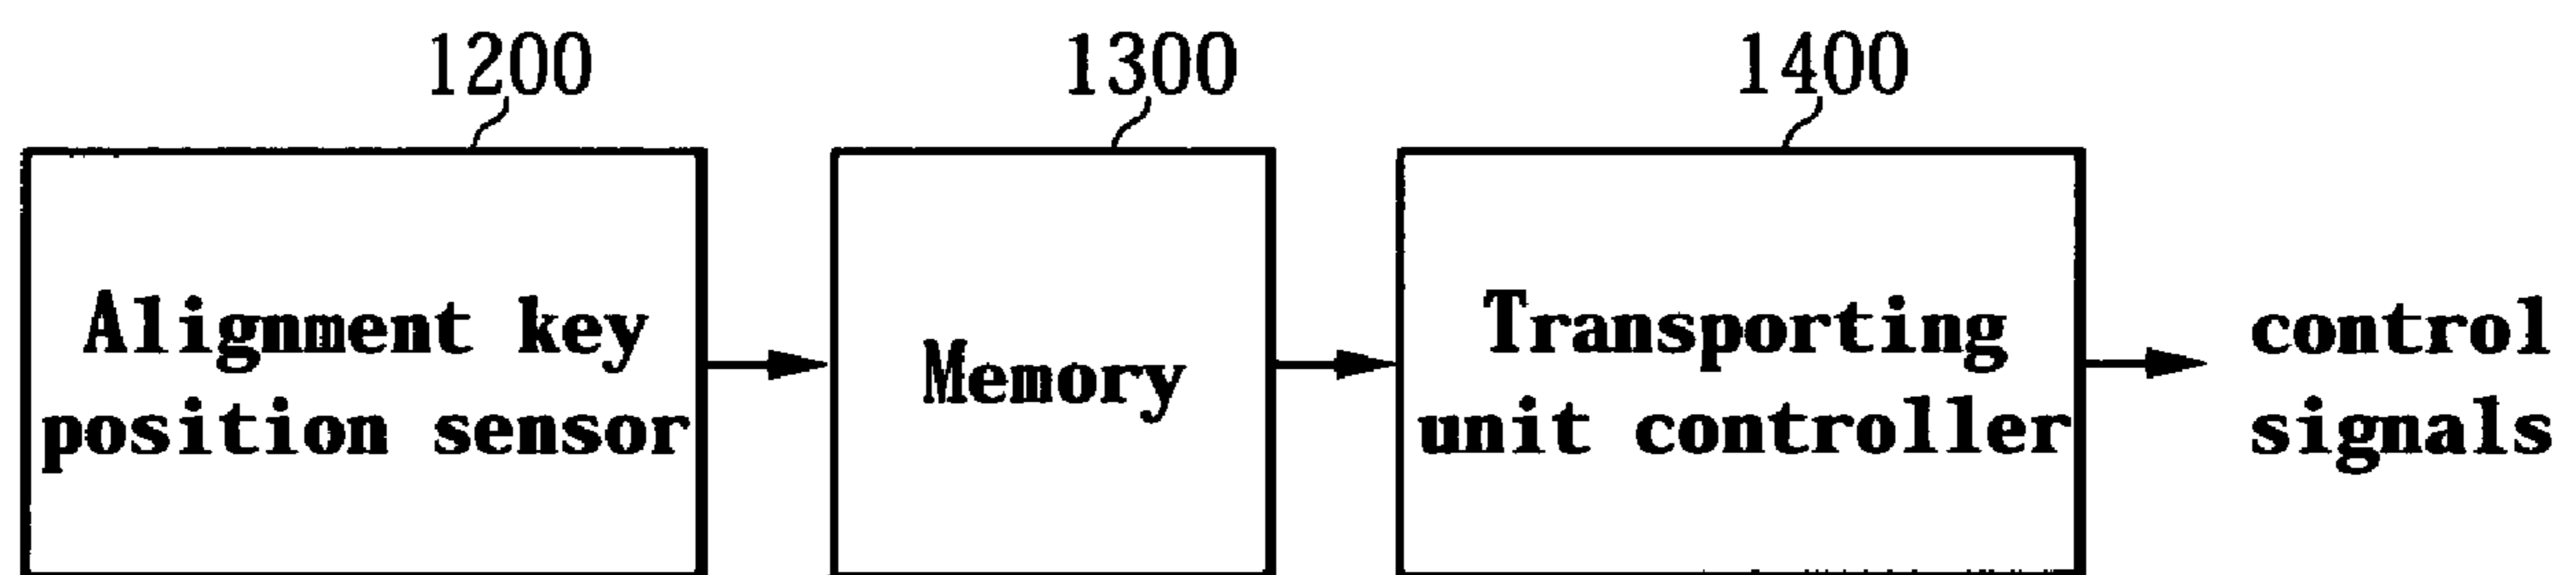 1200
1300
1400
Alignment key
position sensor
Memory
Transporting
unit controller
control
signals